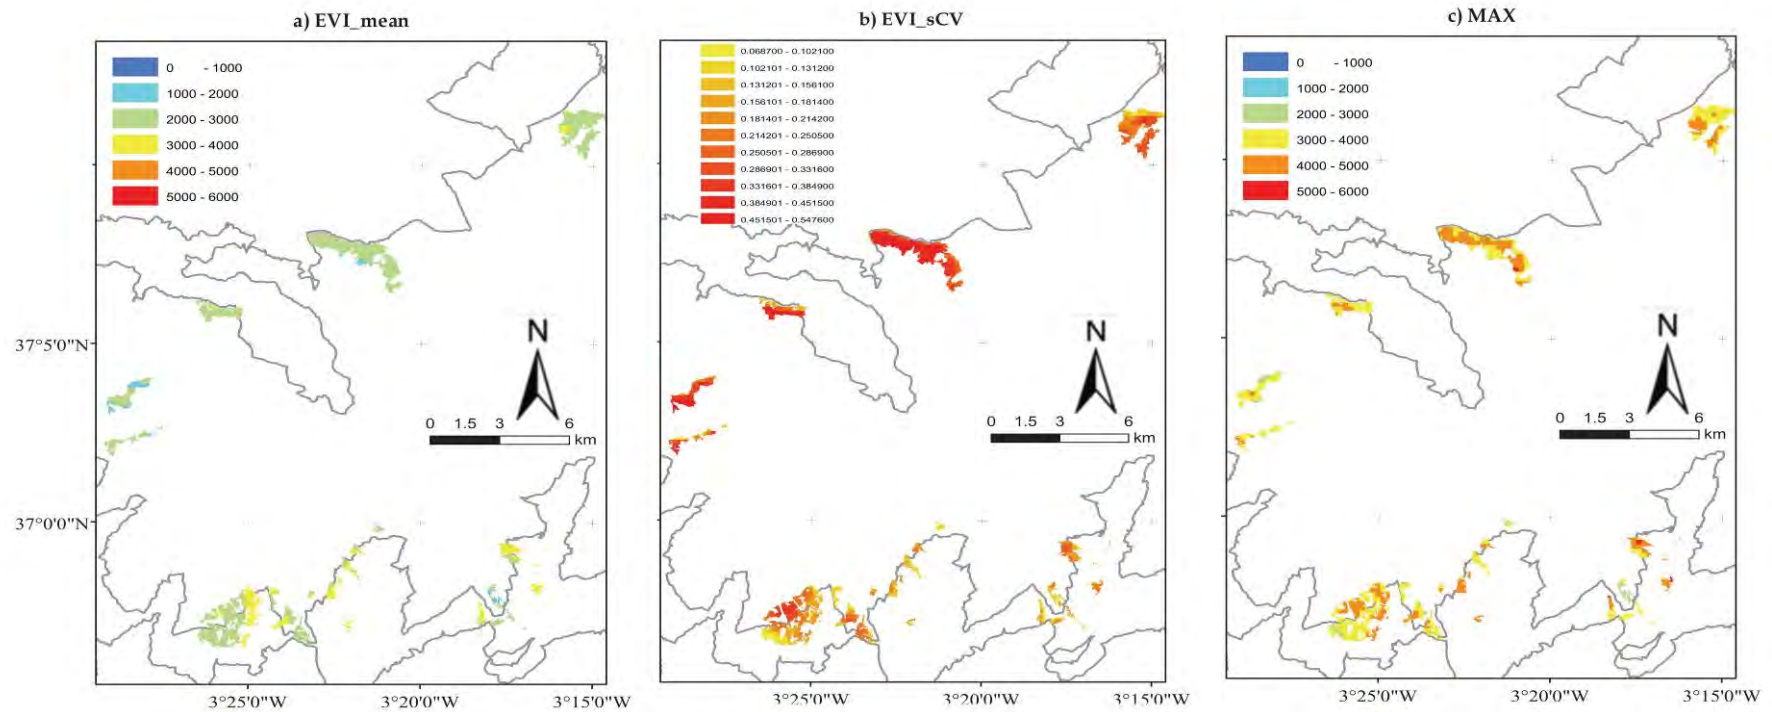 a) EVI_mean
0 - 1000
1000 - 2000
2000 - 3000
3000 - 4000
4000 - 5000
5000 - 6000
N
0 1.5 3 6
km
37°5'0"N
37°0'0"N
3°25'0"W 3°20'0"W 3°15'0"W
b) EVI_sCV
0.068700 - 0.102100
0.102101 - 0.131200
0.131201 - 0.156100
0.156101 - 0.181400
0.181401 - 0.214200
0.214201 - 0.250500
0.250501 - 0.286900
0.286901 - 0.331600
0.331601 - 0.384900
0.384901 - 0.451500
0.451501 - 0.547600
N
0 1.5 3 6
km
3°25'0"W 3°20'0"W 3°15'0"W
c) MAX
0 - 1000
1000 - 2000
2000 - 3000
3000 - 4000
4000 - 5000
5000 - 6000
N
0 1.5 3 6
km
3°25'0"W 3°20'0"W 3°15'0"W